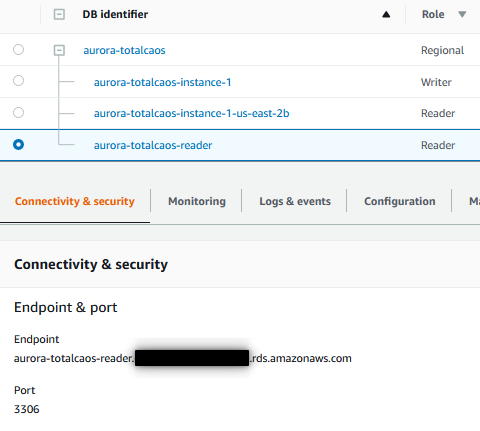 DB identifier Role
aurora-totalcaos Regional
aurora-totalcaos-instance-1 Writer
aurora-totalcaos-instance-1-us-east-2b Reader
aurora-totalcaos-reader Reader
Connectivity & security Monitoring Logs & events Configuration
Connectivity & security
Endpoint & port
Endpoint
aurora-totalcaos-reader. .rds.amazonaws.com
Port
3306